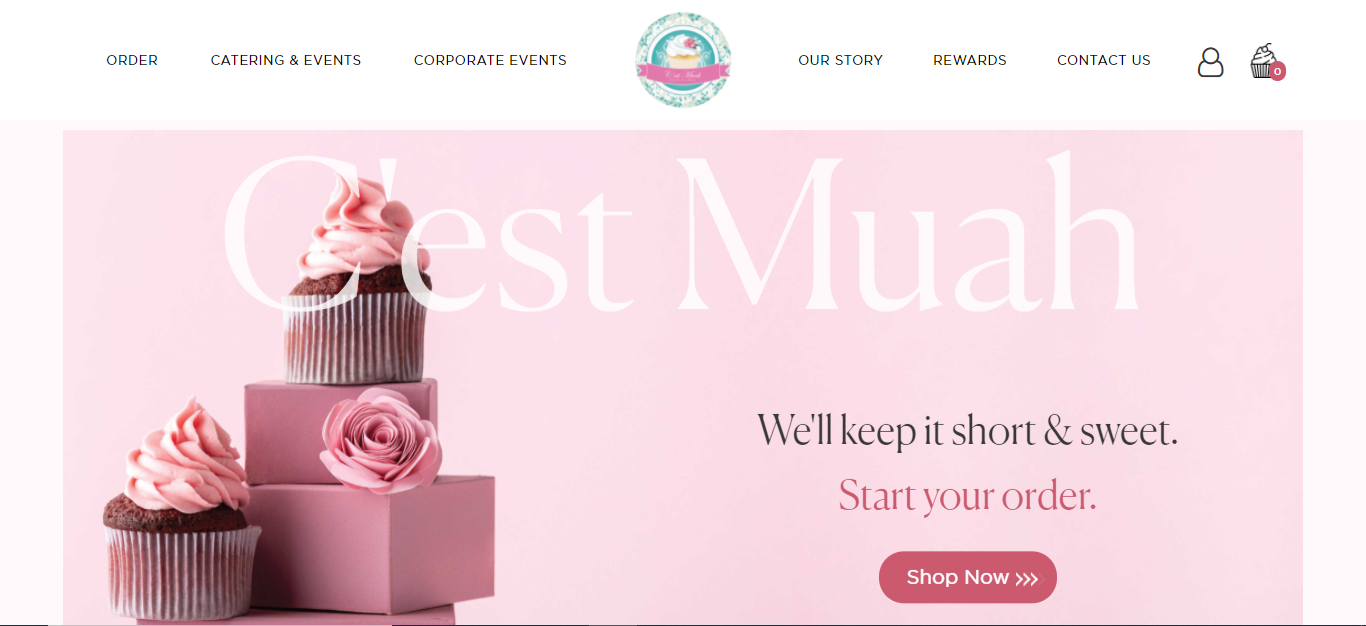 ORDER
CATERING & EVENTS
CORPORATE EVENTS
C'est Muah
OUR STORY
REWARDS
CONTACT US
0
C'est Muah
We'll keep it short & sweet.
Start your order.
Shop Now >>>